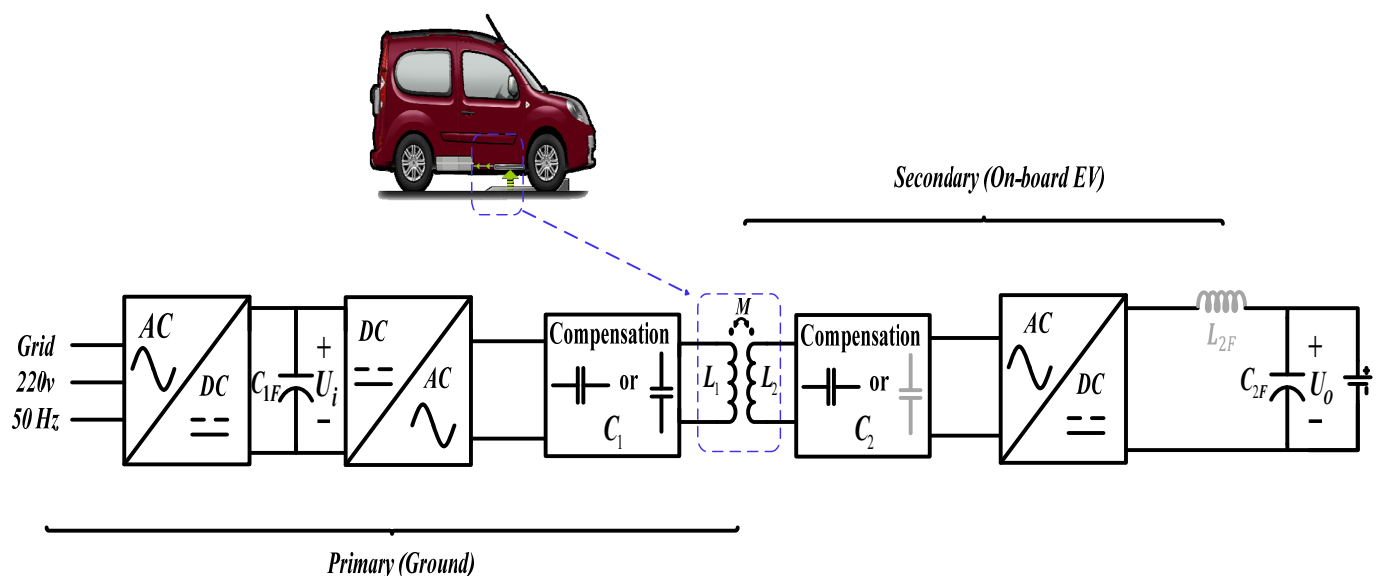 Secondary (On-board EV)
M
AC
DC
Grid
220v
50 Hz
C1F
+
Ui
-
DC
AC
Compensation
or
C1
L1
L2
Compensation
or
C2
AC
DC
L2F
C2F
+
Uo
-
Primary (Ground)